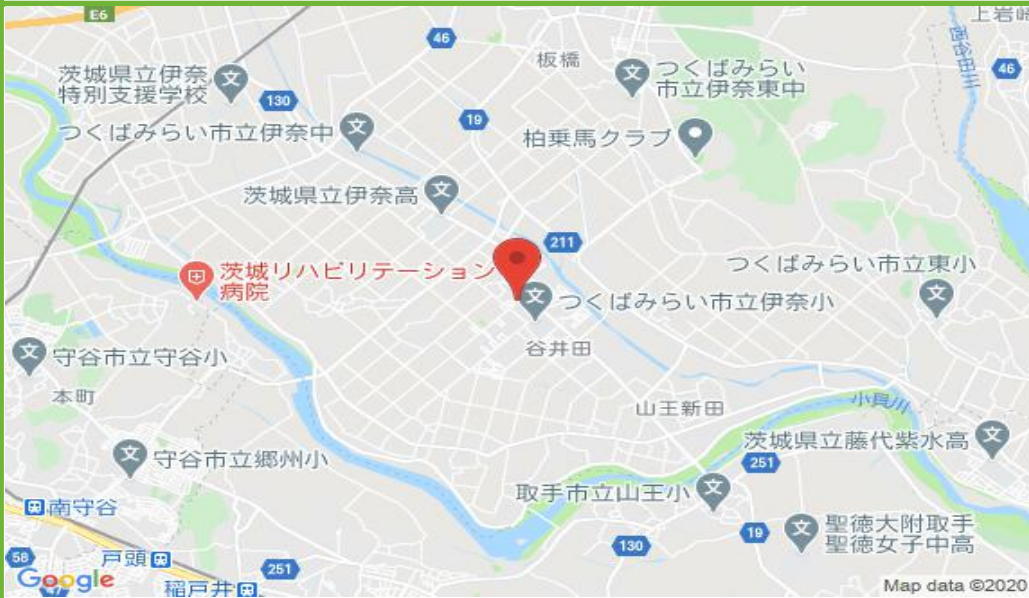 E6
上岩崎
46
板橋
西谷田川
茨城県立伊奈
特別支援学校
つくばみらい
市立伊奈東中
46
130
19
つくばみらい市立伊奈中
柏乗馬クラブ
茨城県立伊奈高
211
茨城リハビリテーション
病院
つくばみらい市立東小
つくばみらい市立伊奈小
守谷市立守谷小
谷井田
本町
山王新田
小貝川
茨城県立藤代紫水高
守谷市立郷州小
251
取手市立山王小
南守谷
聖徳大附取手
聖徳女子中高
19
130
58
戸頭
251
Google
稲戸井
Map data ©2020